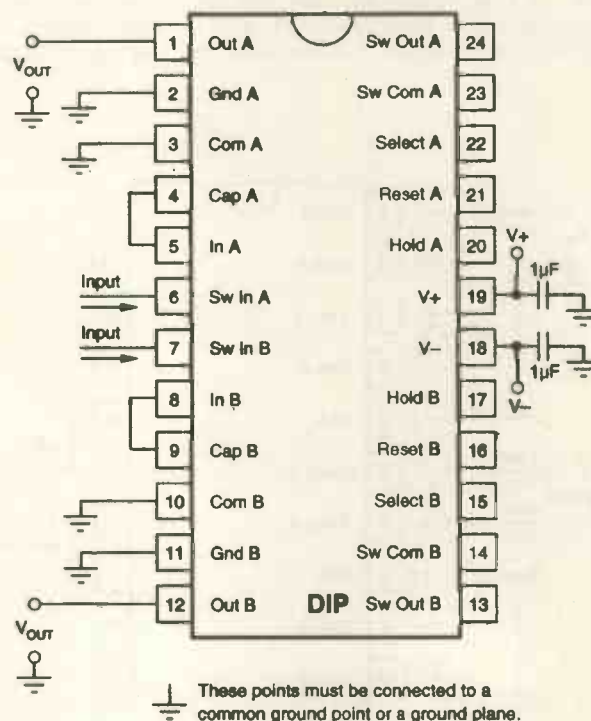 1 Out A Sw Out A 24
V OUT
2 Gnd A Sw Com A 23
3 Com A Select A 22
4 Cap A Reset A 21
5 In A Hold A 20
V+
1µF
Input
6 Sw In A V+ 19
Input
7 Sw In B V– 18
1µF
V–
8 In B Hold B 17
9 Cap B Reset B 16
10 Com B Select B 15
11 Gnd B Sw Com B 14
12 Out B DIP Sw Out B 13
V OUT
These points must be connected to a
common ground point or a ground plane.